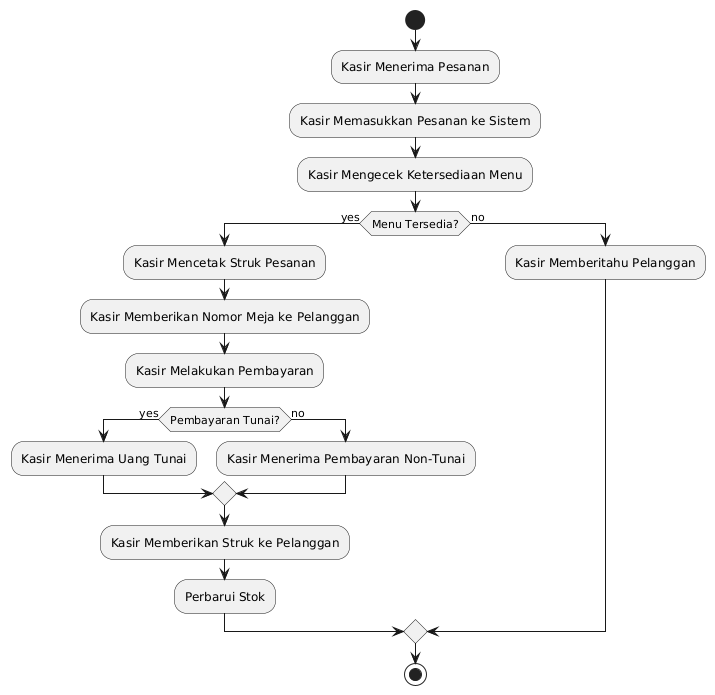 Kasir Menerima Pesanan
Kasir Memasukkan Pesanan ke Sistem
Kasir Mengecek Ketersediaan Menu
yes
Menu Tersedia?
no
Kasir Mencetak Struk Pesanan
Kasir Memberitahu Pelanggan
Kasir Memberikan Nomor Meja ke Pelanggan
Kasir Melakukan Pembayaran
yes
Pembayaran Tunai?
no
Kasir Menerima Uang Tunai
Kasir Menerima Pembayaran Non-Tunai
Kasir Memberikan Struk ke Pelanggan
Perbarui Stok